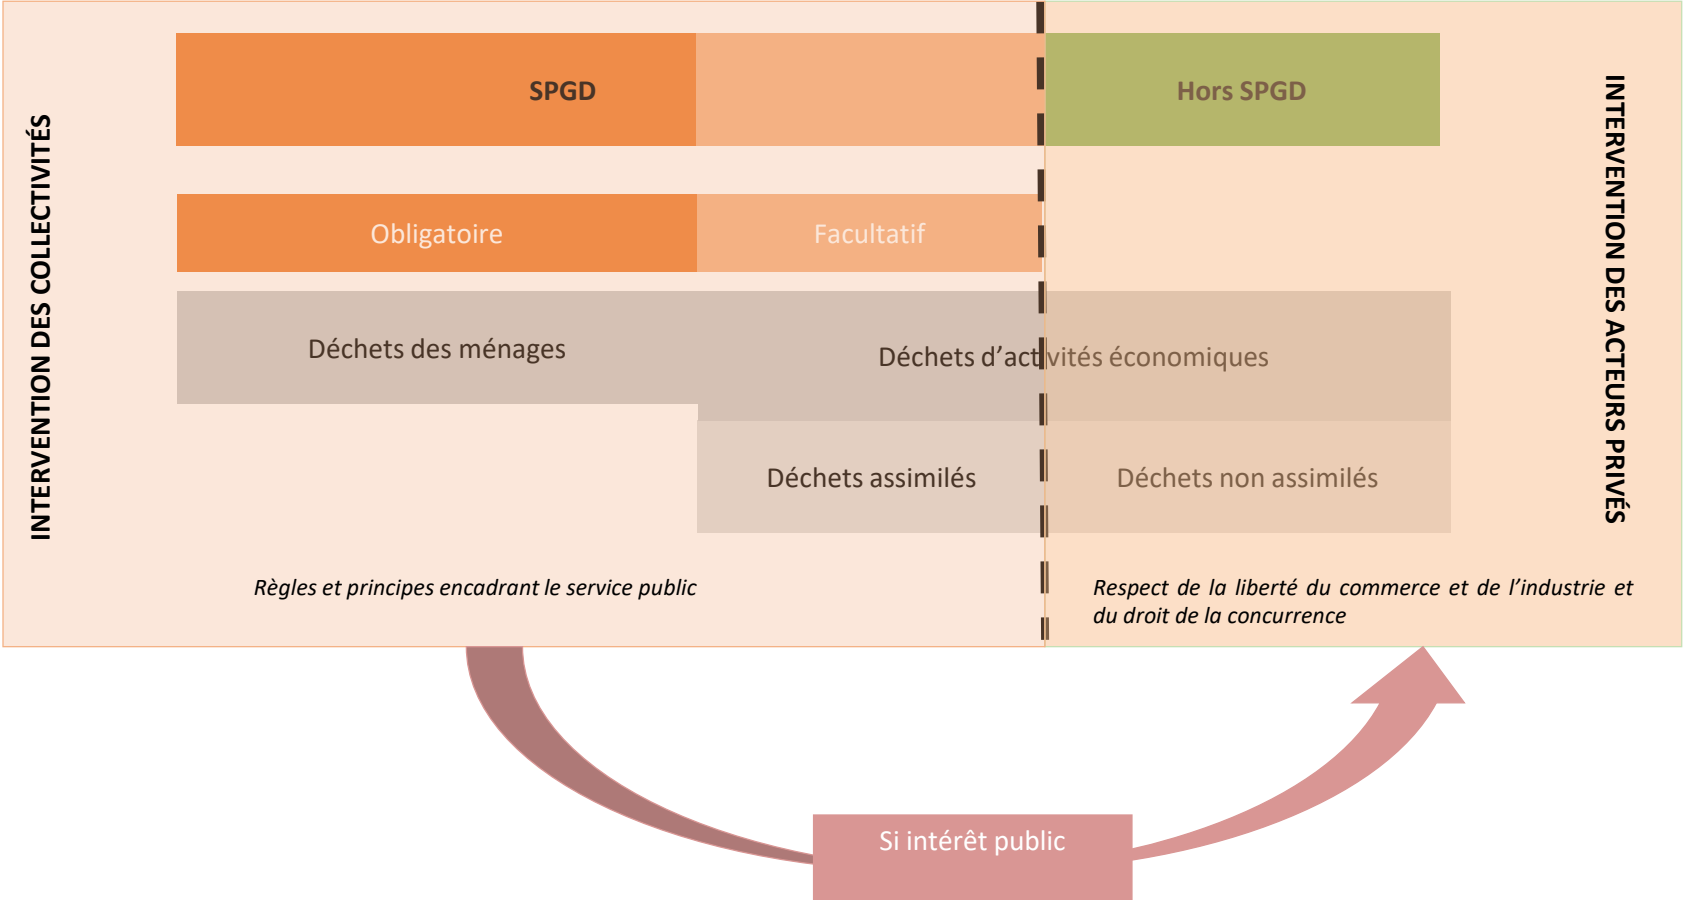 INTERVENTION DES COLLECTIVITÉS
SPGD
Hors SPGD
Obligatoire
Facultatif
Déchets des ménages
Déchets d’activités économiques
Déchets assimilés
Déchets non assimilés
Règles et principes encadrant le service public
Respect de la liberté du commerce et de l’industrie et
du droit de la concurrence
INTERVENTION DES ACTEURS PRIVÉS
Si intérêt public